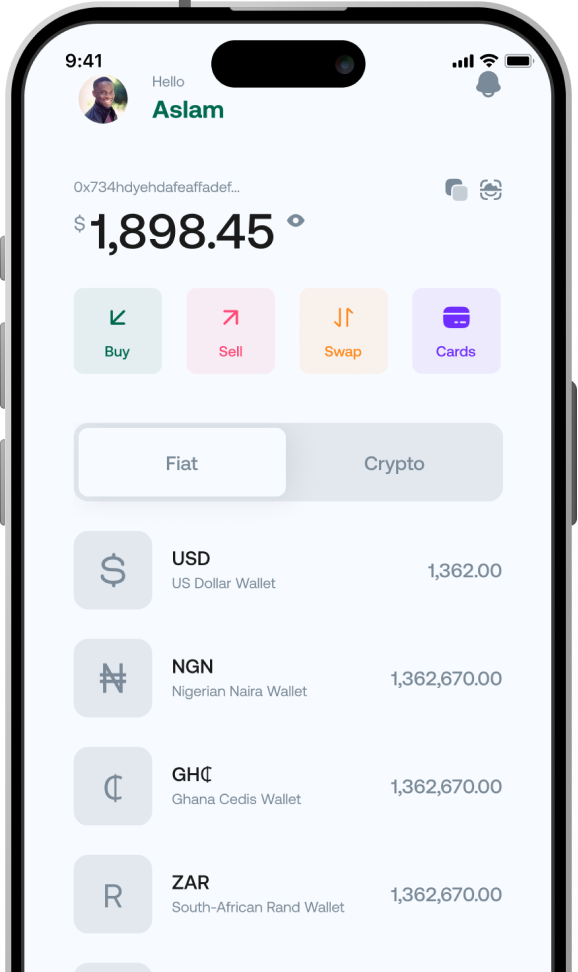 9:41
Hello
Aslam
0x734hdyehdafeaffadef...
$1,898.45
Buy
Sell
Swap
Cards
Fiat
Crypto
$
USD
US Dollar Wallet
1,362.00
₦
NGN
Nigerian Naira Wallet
1,362,670.00
₵
GH₵
Ghana Cedis Wallet
1,362,670.00
R
ZAR
South-African Rand Wallet
1,362,670.00